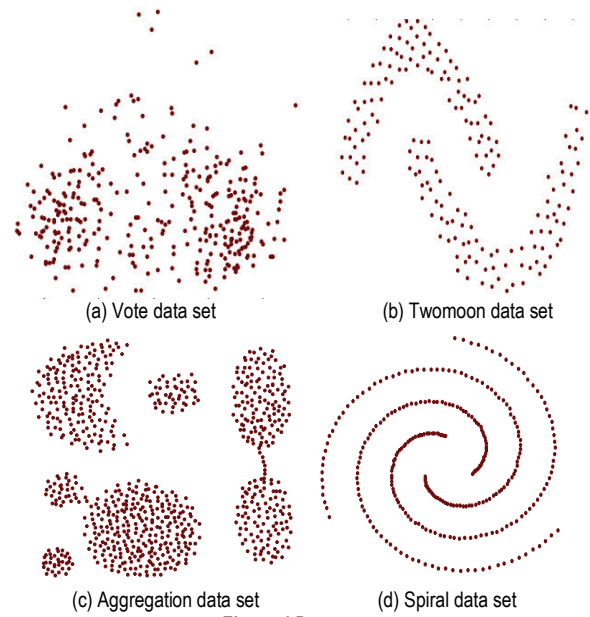 (a) Vote data set
(b) Twomoon data set
(c) Aggregation data set
(d) Spiral data set